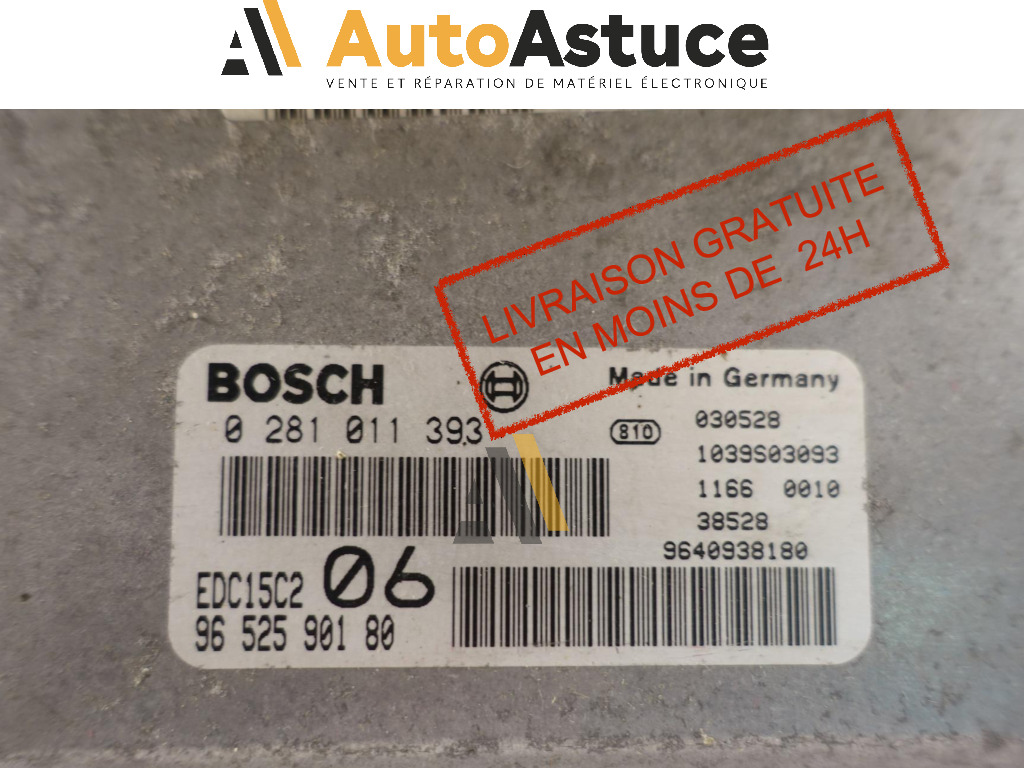 AutoAstuce
VENTE ET RÉPARATION DE MATÉRIEL ÉLECTRONIQUE
LIVRAISON GRATUITE
EN MOINS DE 24H
BOSCH
Made in Germany
0 281 011 393
810
030528
1039S03093
1166 0010
38528
9640938180
EDC15C2 06
96 525 901 80